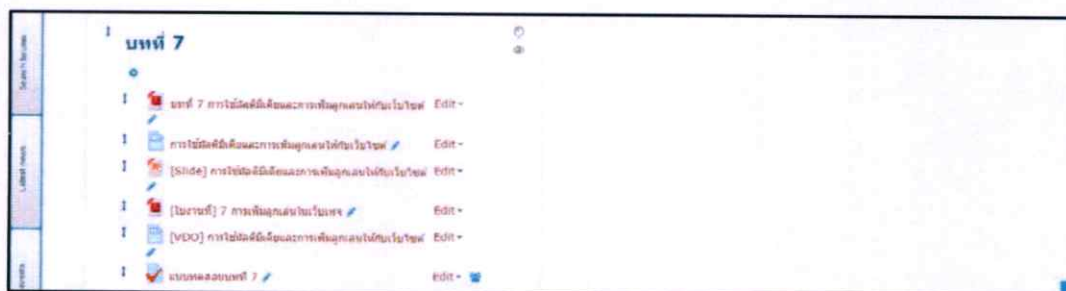 บทที่ 7
บทที่ 7 การใช้มัลติมีเดียและการเพิ่มลูกเล่นให้กับเว็บไซต์ Edit
การใช้มัลติมีเดียและการเพิ่มลูกเล่นให้กับเว็บไซต์ Edit
[Slide] การใช้มัลติมีเดียและการเพิ่มลูกเล่นให้กับเว็บไซต์ Edit
[ใบงานที่] 7 การเพิ่มลูกเล่นในเว็บเพจ Edit
[VDO] การใช้มัลติมีเดียและการเพิ่มลูกเล่นให้กับเว็บไซต์ Edit
แบบทดสอบบทที่ 7 Edit
Search forums
Latest news
events